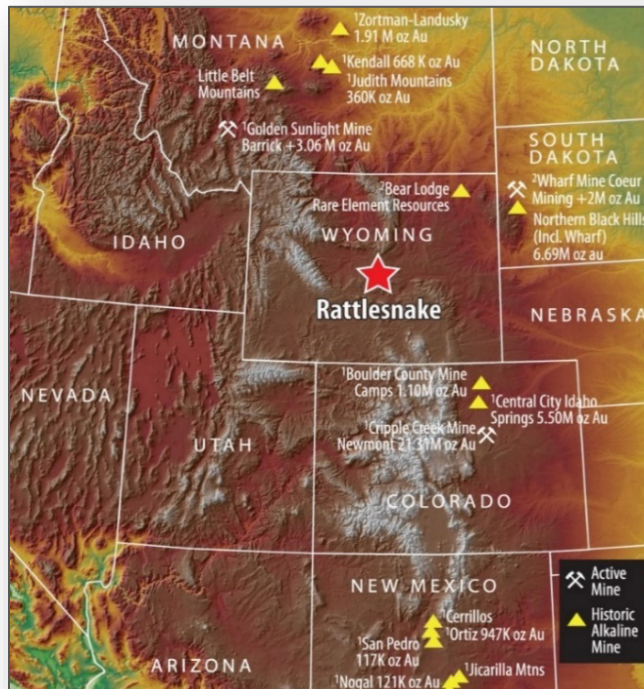 ¹Zortman-Landusky
1.91 M oz Au
MONTANA
NORTH
DAKOTA
¹Kendall 668 K oz Au
Little Belt
Mountains
¹Judith Mountains
360K oz Au
¹Golden Sunlight Mine
Barrick +3.06 M oz Au
SOUTH
DAKOTA
²Wharf Mine Coeur
Mining +2M oz Au
²Bear Lodge
Rare Element Resources
Northern Black Hills
(Incl. Wharf)
6.69M oz au
IDAHO
WYOMING
Rattlesnake
NEBRASKA
¹Boulder County Mine
Camps 1.10M oz Au
NEVADA
¹Central City Idaho
Springs 5.50M oz Au
¹Cripple Creek Mine
Newmont 21.31M oz Au
UTAH
COLORADO
NEW MEXICO
Active
Mine
Historic
Alkaline
Mine
¹Cerrillos
¹Ortiz 947K oz Au
¹San Pedro
117K oz Au
ARIZONA
¹Jicarilla Mtns
¹Nogal 121K oz Au